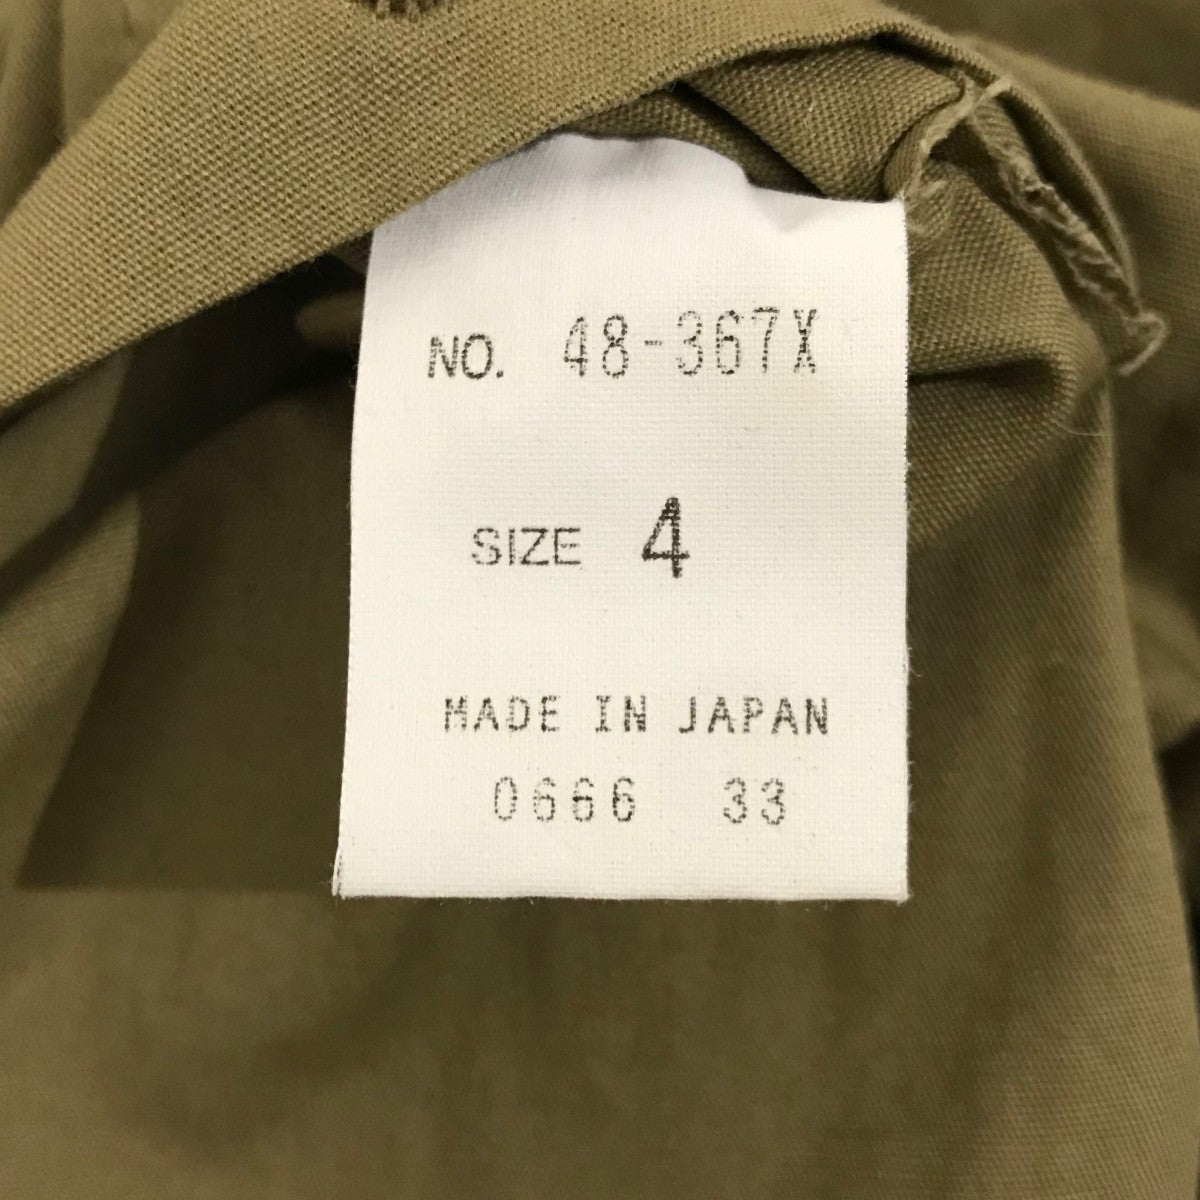 NO. 48-367X
SIZE 4
MADE IN JAPAN
0666 33